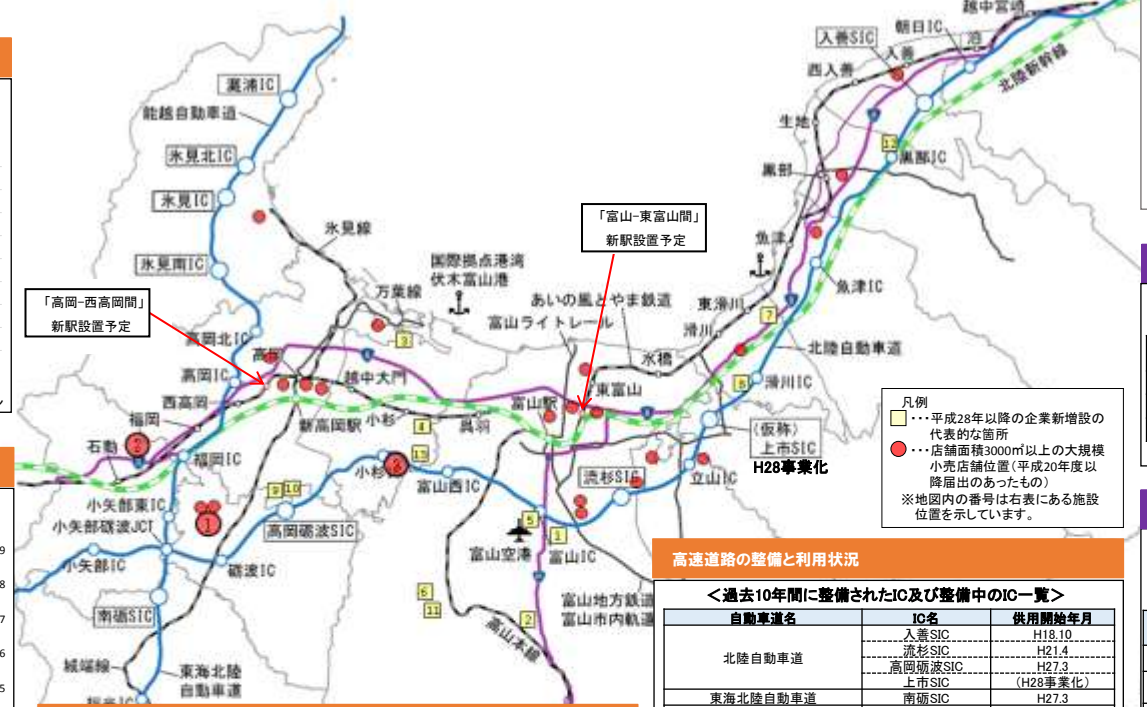 越中宮崎
朝日IC
泊
入善SIC
入善
西入善
北陸新幹線
灘浦IC
能越自動車道
生地
氷見北IC
12
黒部IC
黒部
氷見IC
「富山-東富山間」
新駅設置予定
氷見線
魚津
国際拠点港湾
伏木富山港
氷見南IC
魚津IC
万葉線
あいの風とやま鉄道
東滑川
「高岡-西高岡間」
新駅設置予定
富山ライトレール
7
滑川
高岡北IC
3
北陸自動車道
高岡
水橋
高岡IC
越中大門
東富山
8
滑川IC
西高岡
富山駅
福岡
新高岡駅
小杉
4
呉羽
(仮称)
上市SIC
H28事業化
石動
2
福岡IC
13
小杉
3
富山西IC
流杉SIC
立山IC
凡例
・・・平成28年以降の企業新増設の
代表的な箇所
・・・店舗面積3000㎡以上の大規模
小売店舗位置(平成20年度以
降届出のあったもの)
※地図内の番号は右表にある施設
位置を示しています。
9
10
小矢部東IC
1
小矢部砺波JCT
高岡砺波SIC
5
1
富山空港
富山IC
小矢部IC
砺波IC
6
11
2
富山地方鉄道
富山市内軌道
高山本線
南砺SIC
城端線
東海北陸
自動車道
9
8
7
6
5
高速道路の整備と利用状況
<過去10年間に整備されたIC及び整備中のIC一覧>
自動車道名 IC名 供用開始年月
北陸自動車道 入善SIC H18.10
流杉SIC H21.4
高岡砺波SIC H27.3
上市SIC (H28事業化)
東海北陸自動車道 南砺SIC H27.3